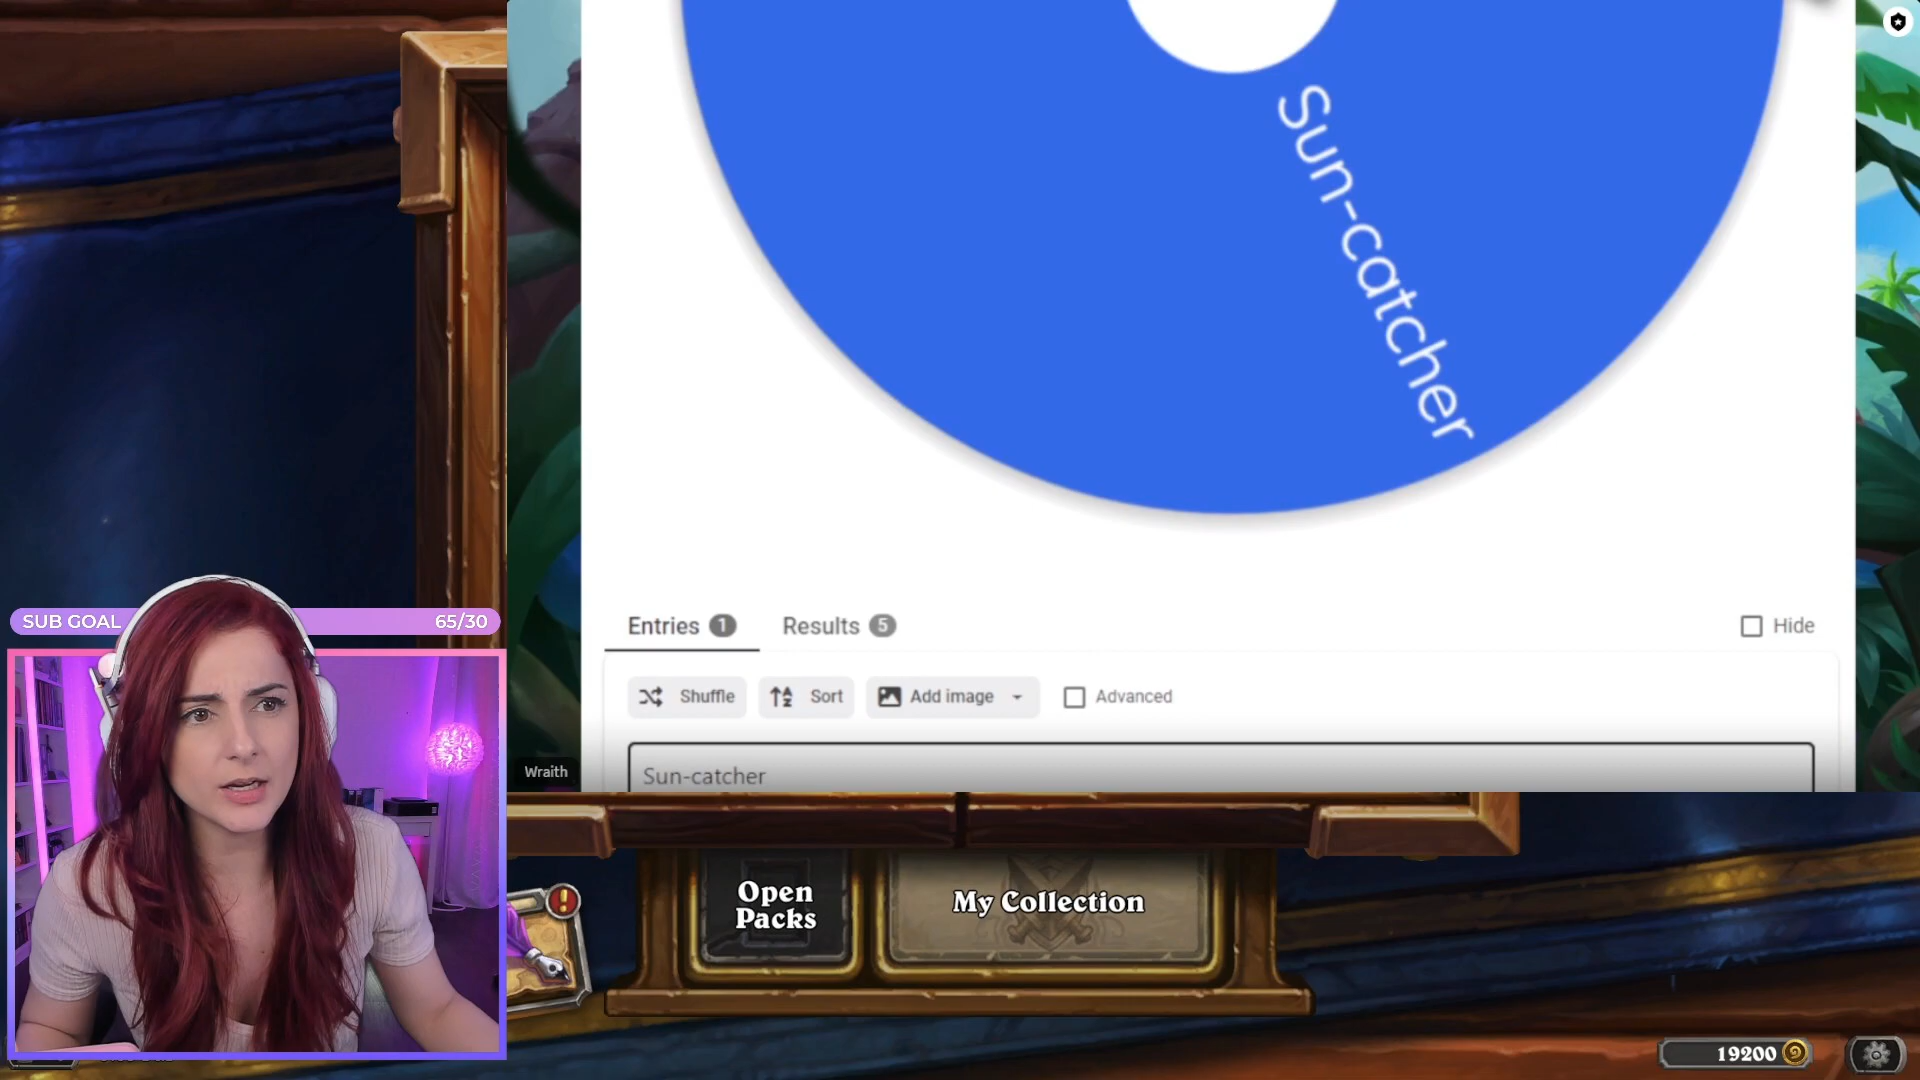 Sun-catcher
SUB GOAL 65/30
Entries 1 Results 5 Hide
Shuffle Sort Add image Advanced
Sun-catcher
Wraith
Open
Packs
My Collection
19200